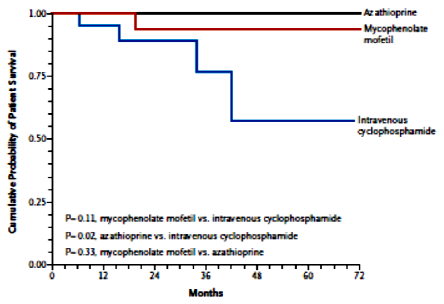 Cumulative Probability of Patient Survival
1.00
0.75
0.50
0.25
0.00
Azathioprine
Mycophenolate
mofetil
Intravenous
cyclophosphamide
P=0.11, mycophenolate mofetil vs. intravenous cyclophosphamide
P=0.02, azathioprine vs. intravenous cyclophosphamide
P=0.33, mycophenolate mofetil vs. azathioprine
0 12 24 36 48 60 72
Months